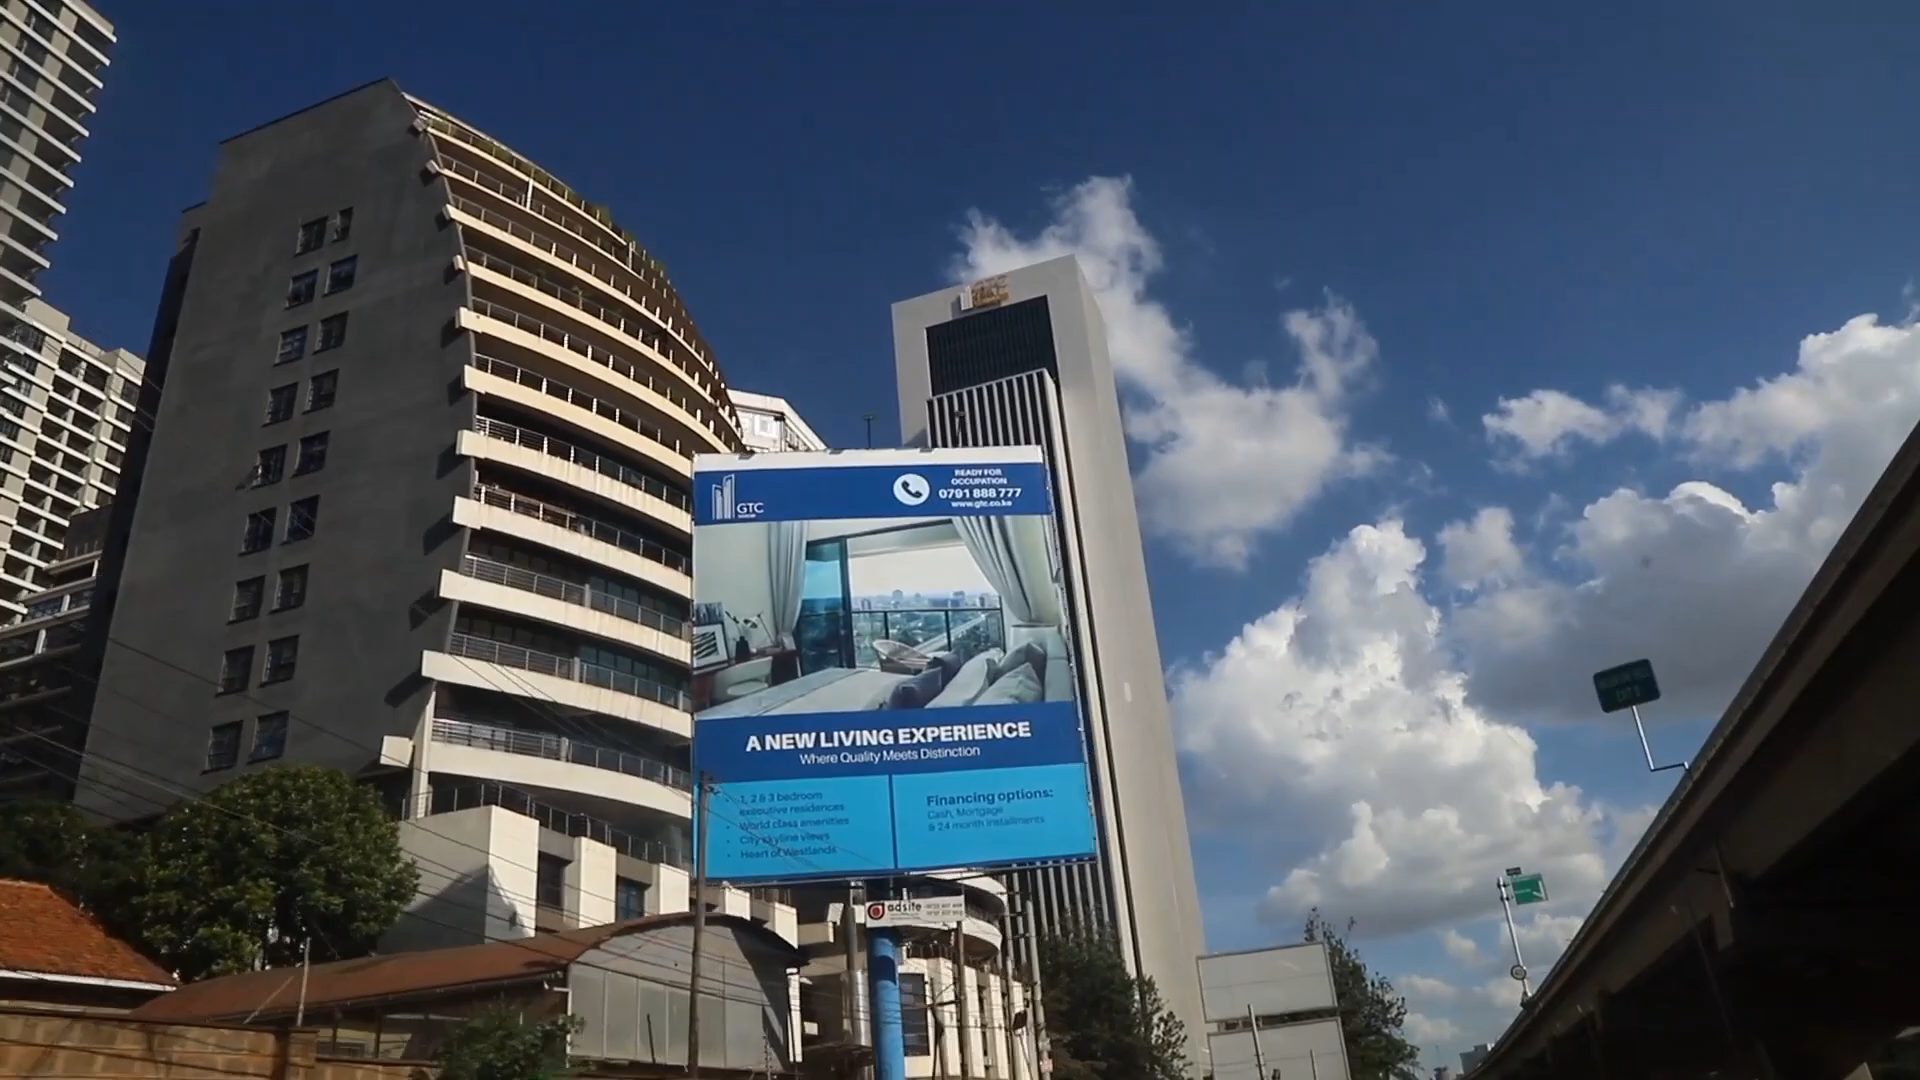 GTC
READY FOR
OCCUPATION
0791 888 777
www.gtc.co.ke
A NEW LIVING EXPERIENCE
Where Quality Meets Distinction
1, 2 & 3 bedroom
executive residences
World class amenities
City skyline views
Heart of Westlands
Financing options:
Cash, Mortgage
& 24 month installments
adsite